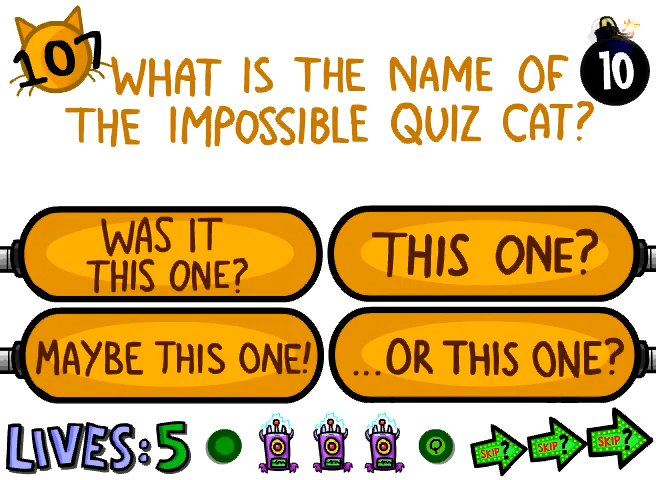 107
WHAT IS THE NAME OF
THE IMPOSSIBLE QUIZ CAT?
10
WAS IT
THIS ONE?
THIS ONE?
MAYBE THIS ONE!
...OR THIS ONE?
LIVES:5
Q
SKIP?
SKIP?
SKIP?